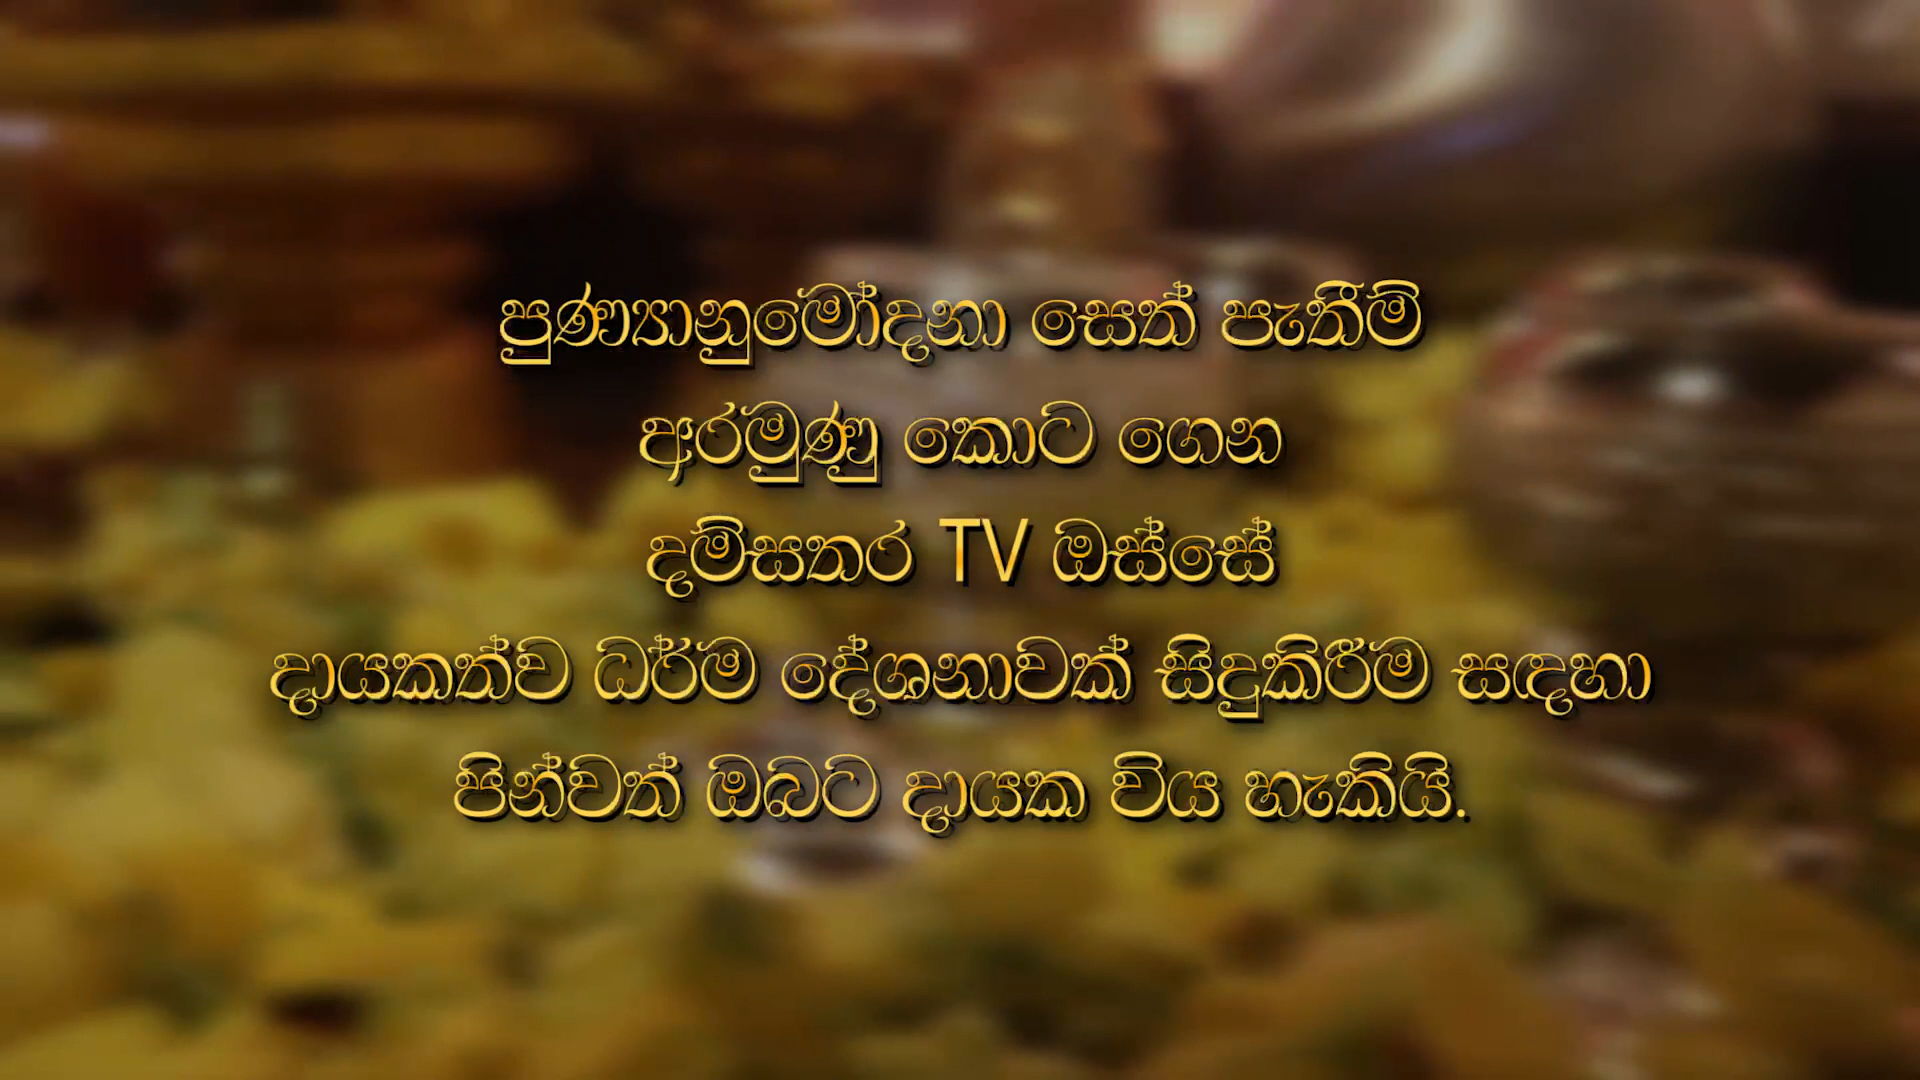 පුණ්‍යානුමෝදනා සෙත් පැතීම්
අරමුණු කොට ගෙන
දම්සතර TV ඔස්සේ
දායකත්ව ධර්ම දේශනාවක් සිදුකිරීම සඳහා
පින්වත් ඔබට දායක විය හැකියි.